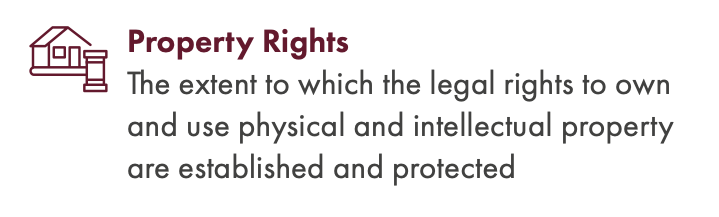 Property Rights
The extent to which the legal rights to own
and use physical and intellectual property
are established and protected